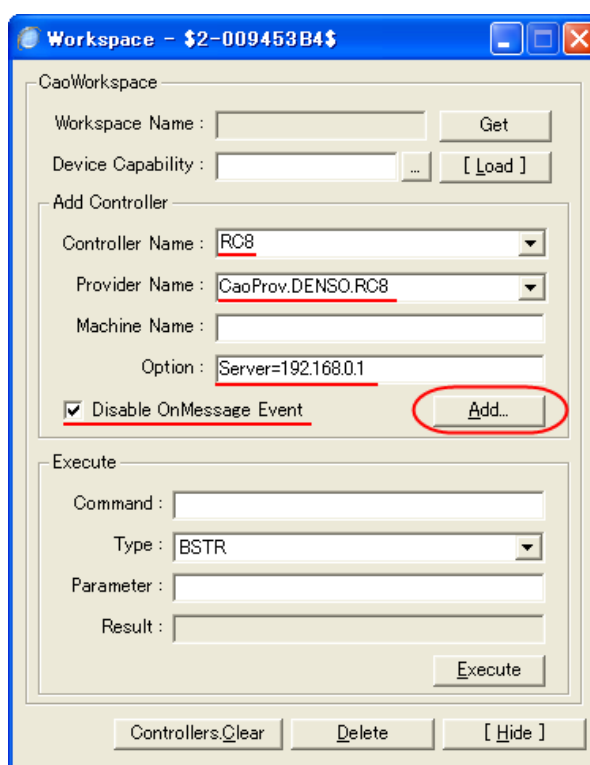 Workspace - $2-009453B4$
CaoWorkspace
Workspace Name : Get
Device Capability : ... [ Load ]
Add Controller
Controller Name : RC8
Provider Name : CaoProv.DENSO.RC8
Machine Name :
Option : Server=192.168.0.1
Disable OnMessage Event Add...
Execute
Command :
Type : BSTR
Parameter :
Result :
Execute
Controllers.Clear Delete [ Hide ]